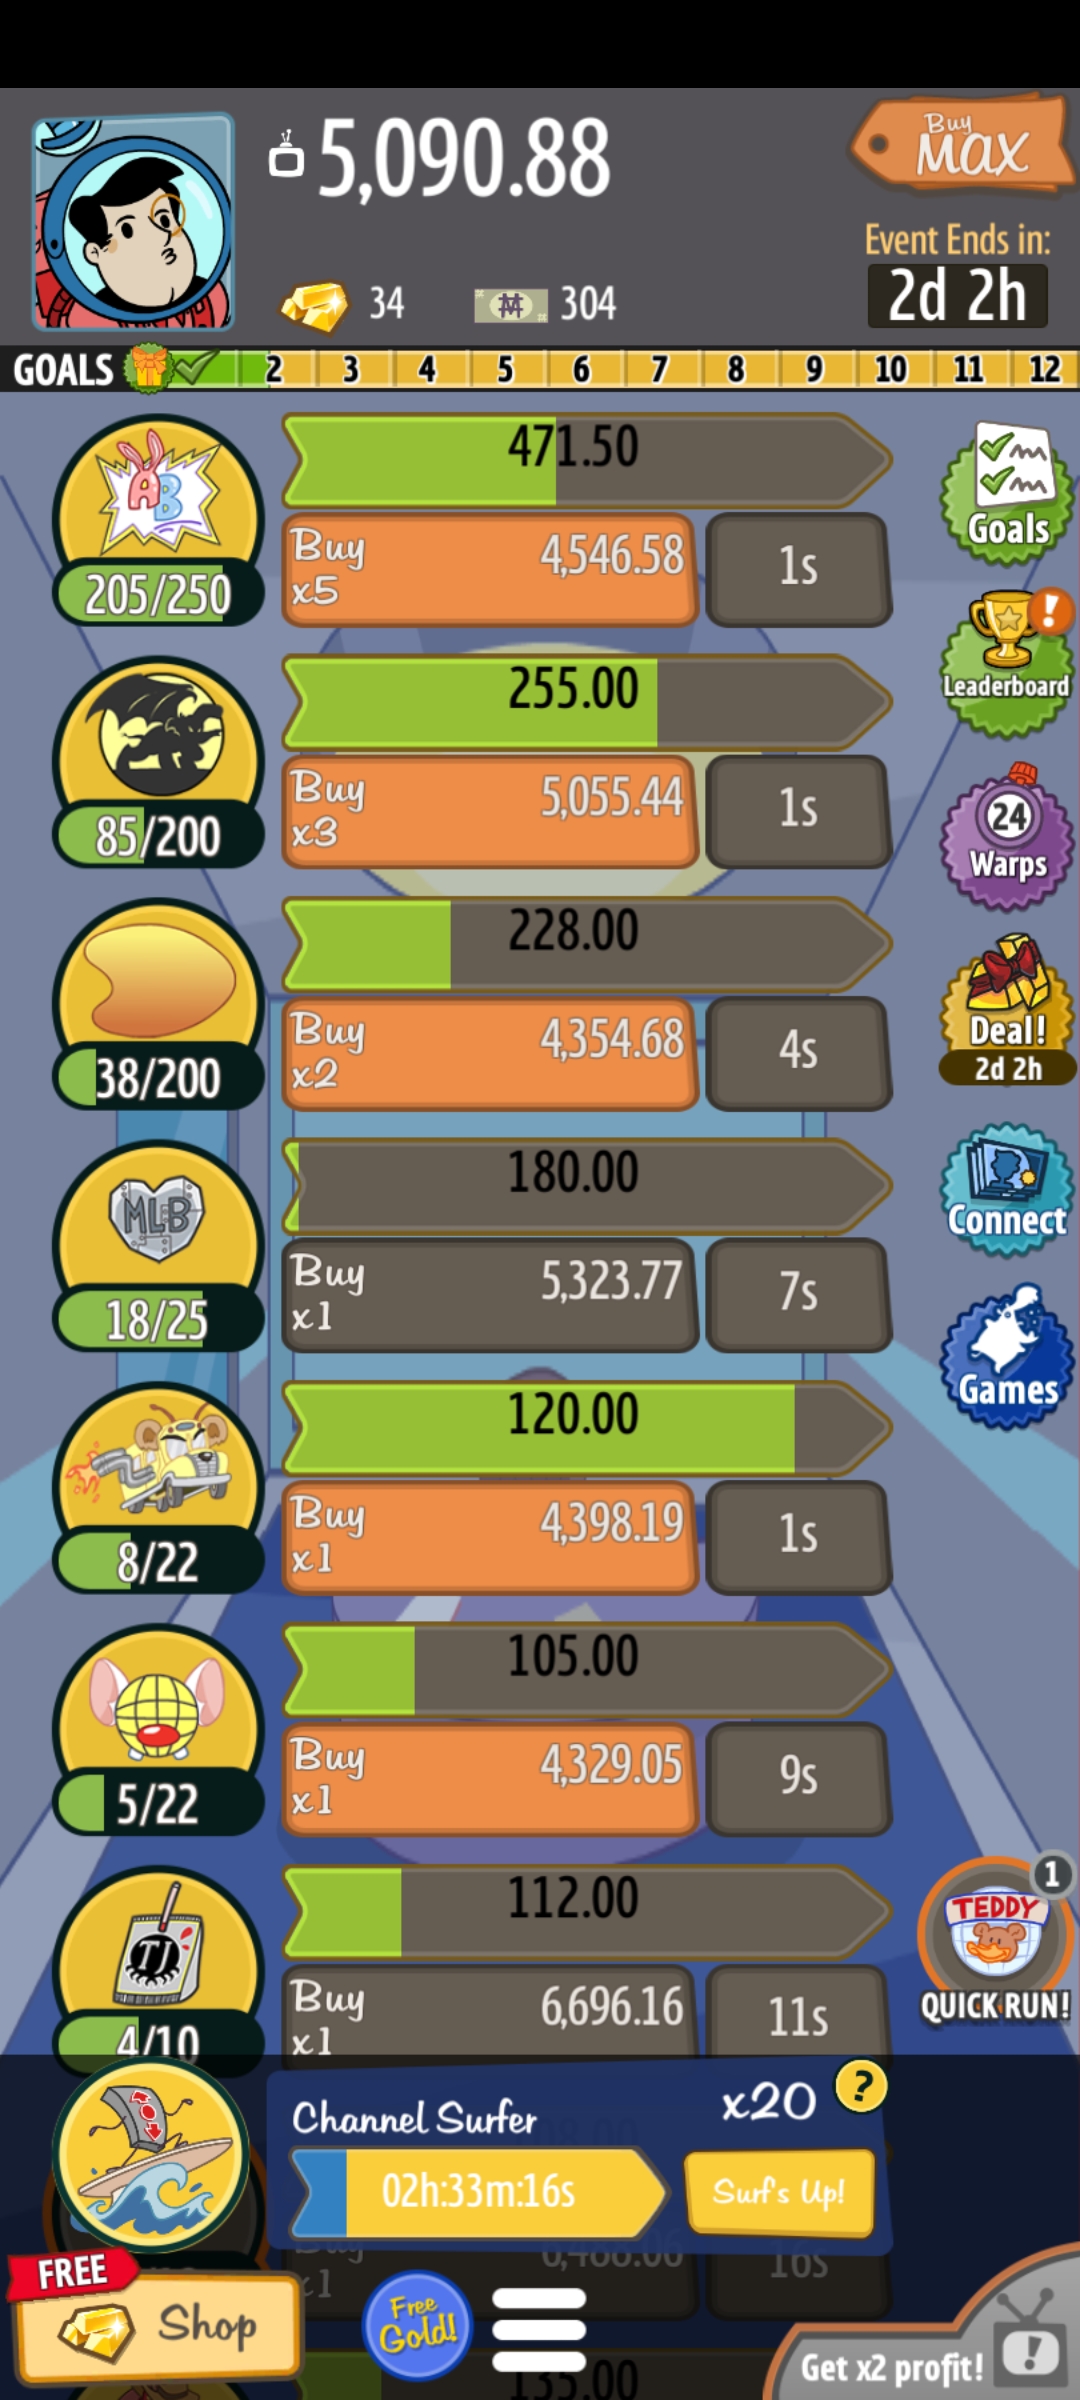 5,090.88
Buy
MAX
Event Ends in:
2d 2h
34
304
GOALS 2 3 4 5 6 7 8 9 10 11 12
471.50
AB
Buy
x5
4,546.58
1s
205/250
Goals
255.00
Buy
x3
5,055.44
1s
85/200
!
Leaderboard
24
Warps
228.00
Buy
x2
4,354.68
4s
38/200
Deal!
2d 2h
180.00
MLB
Buy
x1
5,323.77
7s
18/25
Connect
Games
120.00
Buy
x1
4,398.19
1s
8/22
105.00
Buy
x1
4,329.05
9s
5/22
112.00
TJ
Buy
x1
6,696.16
11s
4/10
1
TEDDY
QUICK RUN!
Channel Surfer
x20
?
02h:33m:16s
Surf's Up!
Buy
x1
6,488.06
16s
FREE
Shop
Free
Gold!
Get x2 profit!
!
135.00